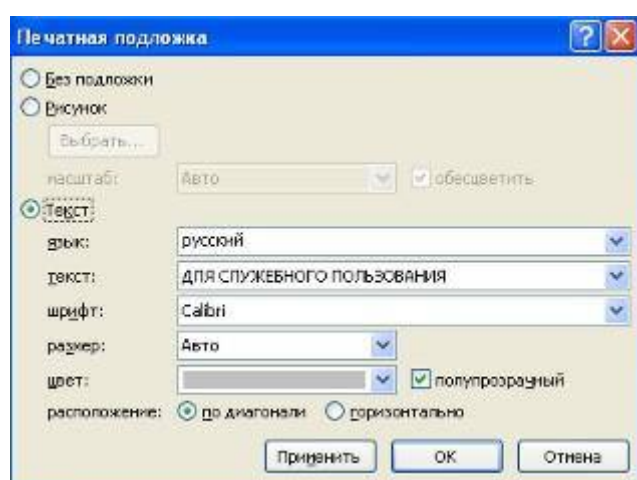 Печатная подложка
Без подложки
Рисунок
Выбрать...
масштаб: Авто обесцветить
Текст
язык: русский
текст: ДЛЯ СЛУЖЕБНОГО ПОЛЬЗОВАНИЯ
шрифт: Calibri
размер: Авто
цвет: полупрозрачный
расположение: по диагонали горизонтально
Применить ОК Отмена